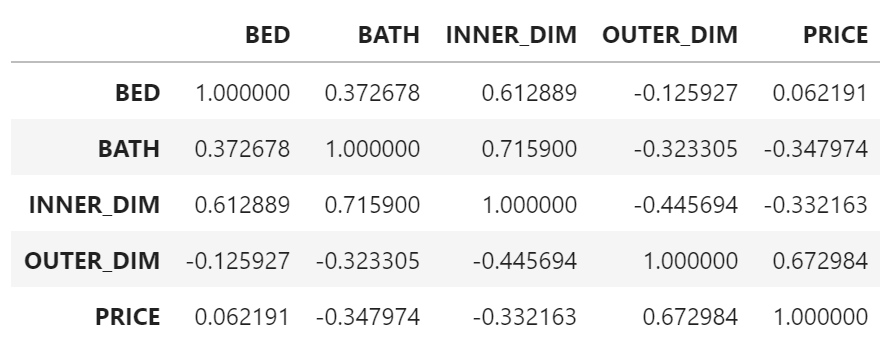 BED BATH INNER_DIM OUTER_DIM PRICE
BED 1.000000 0.372678 0.612889 -0.125927 0.062191
BATH 0.372678 1.000000 0.715900 -0.323305 -0.347974
INNER_DIM 0.612889 0.715900 1.000000 -0.445694 -0.332163
OUTER_DIM -0.125927 -0.323305 -0.445694 1.000000 0.672984
PRICE 0.062191 -0.347974 -0.332163 0.672984 1.000000